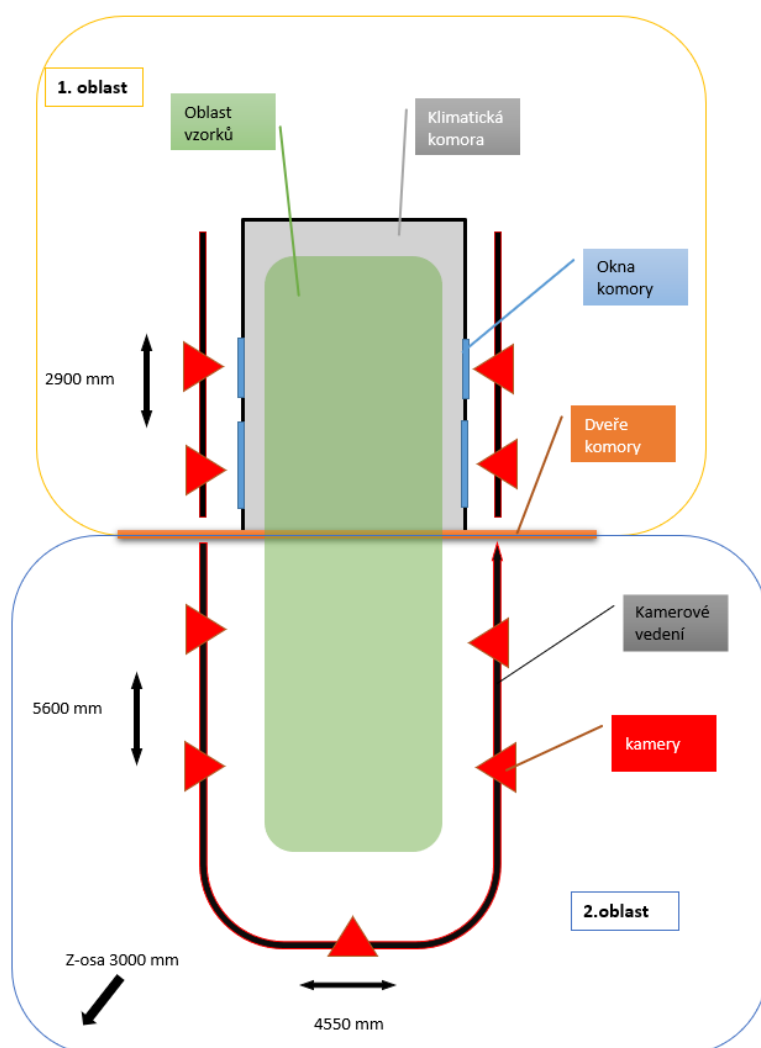 1. oblast
Oblast
vzorků
Klimatická
komora
Okna
komory
2900 mm
Dveře
komory
Kamerové
vedení
5600 mm
kamery
2.oblast
Z-osa 3000 mm
4550 mm